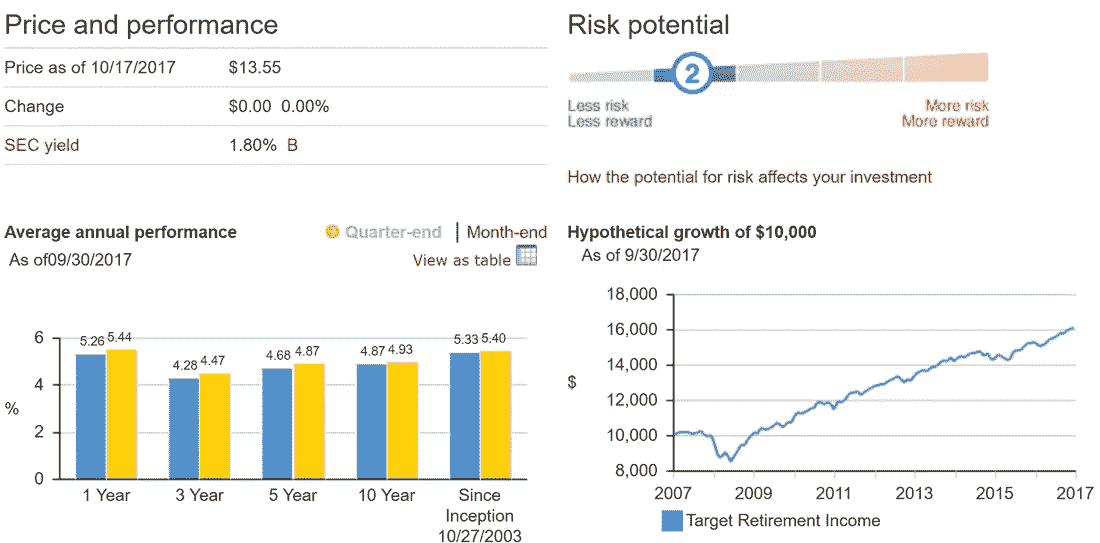 Price and performance
Price as of 10/17/2017 $13.55
Change $0.00 0.00%
SEC yield 1.80% B
Risk potential
2
Less risk More risk
Less reward More reward
How the potential for risk affects your investment
Average annual performance
Quarter-end | Month-end
As of09/30/2017
View as table
6
4
%
2
0
5.26 5.44
4.28 4.47
4.68 4.87
4.87 4.93
5.33 5.40
1 Year 3 Year 5 Year 10 Year Since
Inception
10/27/2003
Hypothetical growth of $10,000
As of 9/30/2017
18,000
16,000
14,000
$
12,000
10,000
8,000
2007 2009 2011 2013 2015 2017
Target Retirement Income